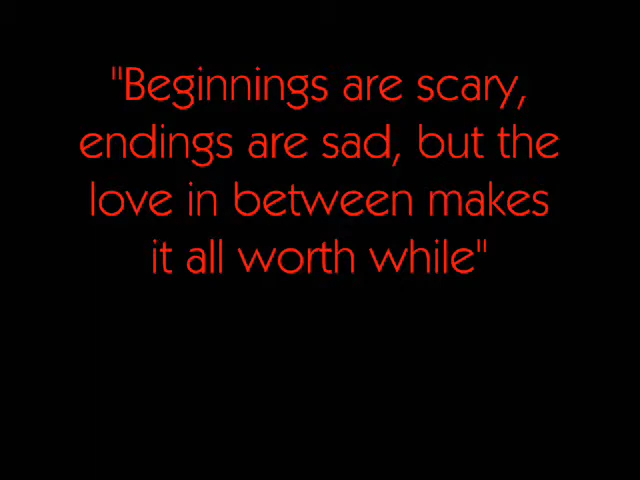 "Beginnings are scary,
endings are sad, but the
love in between makes
it all worth while"